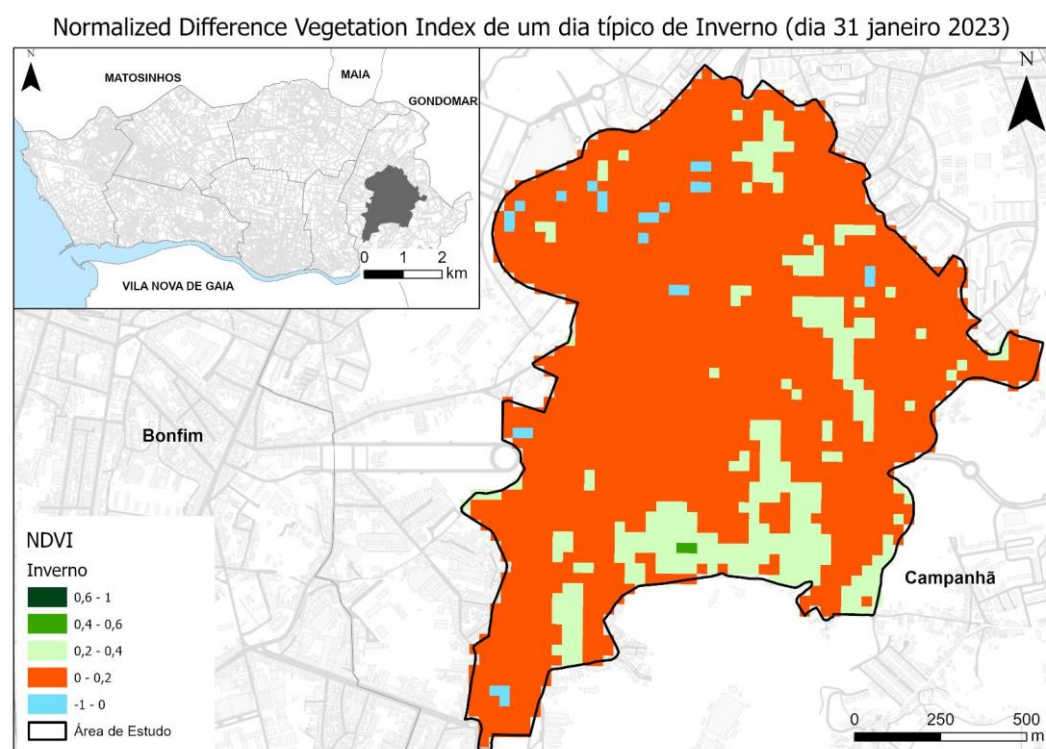 Normalized Difference Vegetation Index de um dia típico de Inverno (dia 31 janeiro 2023)
N
MATOSINHOS
MAIA
GONDOMAR
VILA NOVA DE GAIA
0 1 2
km
N
Bonfim
Campanhã
NDVI
Inverno
0,6 - 1
0,4 - 0,6
0,2 - 0,4
0 - 0,2
-1 - 0
Área de Estudo
0 250 500
m